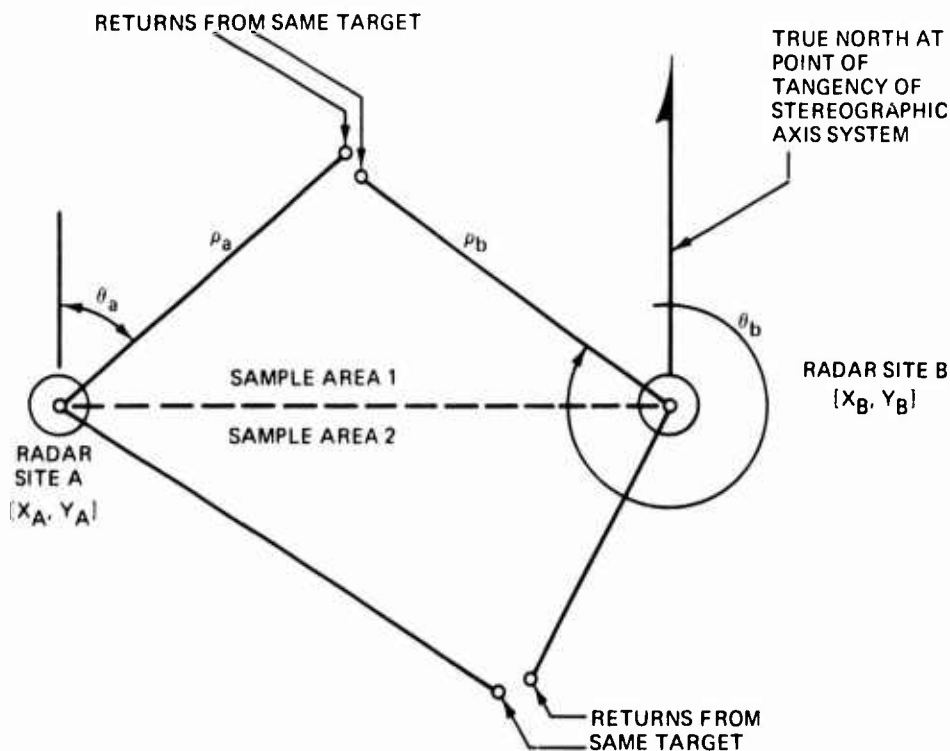 RETURNS FROM SAME TARGET
TRUE NORTH AT
POINT OF
TANGENCY OF
STEREOGRAPHIC
AXIS SYSTEM
ρa
ρb
θa
θb
SAMPLE AREA 1
SAMPLE AREA 2
RADAR
SITE A
[XA, YA]
RADAR SITE B
[XB, YB]
RETURNS FROM
SAME TARGET